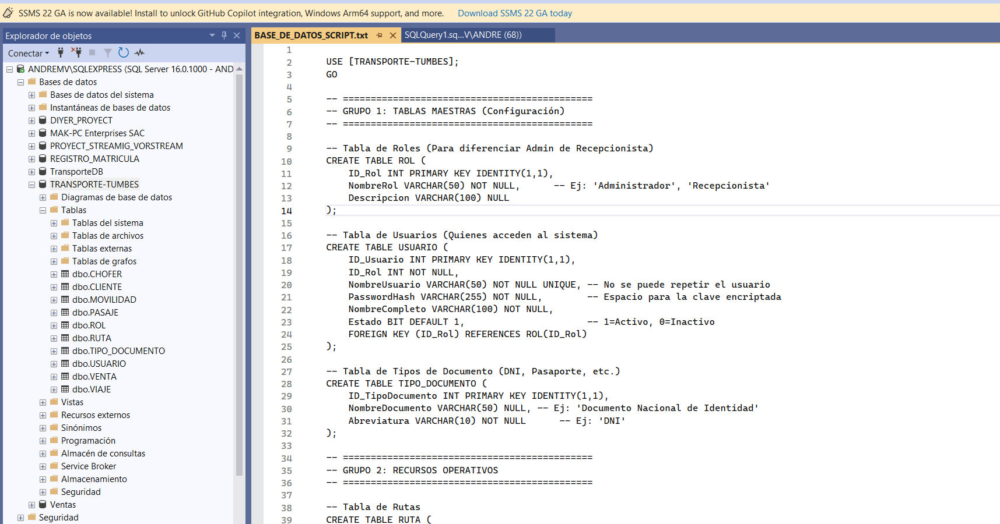 SSMS 22 GA is now available! Install to unlock GitHub Copilot integration, Windows Arm64 support, and more. Download SSMS 22 GA today
Explorador de objetos
Conectar
ANDREMV\SQLEXPRESS (SQL Server 16.0.1000 - AND
Bases de datos
Bases de datos del sistema
Instantáneas de bases de datos
DIYER_PROYECT
MAK-PC Enterprises SAC
PROYECT_STREAMIG_VORSTREAM
REGISTRO_MATRICULA
TransporteDB
TRANSPORTE-TUMBES
Diagramas de base de datos
Tablas
Tablas del sistema
Tablas de archivos
Tablas externas
Tablas de grafos
dbo.CHOFER
dbo.CLIENTE
dbo.MOVILIDAD
dbo.PASAJE
dbo.ROL
dbo.RUTA
dbo.TIPO_DOCUMENTO
dbo.USUARIO
dbo.VENTA
dbo.VIAJE
Vistas
Recursos externos
Sinónimos
Programación
Almacén de consultas
Service Broker
Almacenamiento
Seguridad
Ventas
Seguridad
BASE_DE_DATOS_SCRIPT.txt
SQLQuery1.sq...V\ANDRE (68))
1
2 USE [TRANSPORTE-TUMBES];
3 GO
4
5 -- =============================================
6 -- GRUPO 1: TABLAS MAESTRAS (Configuración)
7 -- =============================================
8
9 -- Tabla de Roles (Para diferenciar Admin de Recepcionista)
10 CREATE TABLE ROL (
11 ID_Rol INT PRIMARY KEY IDENTITY(1,1),
12 NombreRol VARCHAR(50) NOT NULL, -- Ej: 'Administrador', 'Recepcionista'
13 Descripcion VARCHAR(100) NULL
14 );
15
16 -- Tabla de Usuarios (Quienes acceden al sistema)
17 CREATE TABLE USUARIO (
18 ID_Usuario INT PRIMARY KEY IDENTITY(1,1),
19 ID_Rol INT NOT NULL,
20 NombreUsuario VARCHAR(50) NOT NULL UNIQUE, -- No se puede repetir el usuario
21 PasswordHash VARCHAR(255) NOT NULL, -- Espacio para la clave encriptada
22 NombreCompleto VARCHAR(100) NOT NULL,
23 Estado BIT DEFAULT 1, -- 1=Activo, 0=Inactivo
24 FOREIGN KEY (ID_Rol) REFERENCES ROL(ID_Rol)
25 );
26
27 -- Tabla de Tipos de Documento (DNI, Pasaporte, etc.)
28 CREATE TABLE TIPO_DOCUMENTO (
29 ID_TipoDocumento INT PRIMARY KEY IDENTITY(1,1),
30 NombreDocumento VARCHAR(50) NULL, -- Ej: 'Documento Nacional de Identidad'
31 Abreviatura VARCHAR(10) NOT NULL -- Ej: 'DNI'
32 );
33
34 -- =============================================
35 -- GRUPO 2: RECURSOS OPERATIVOS
36 -- =============================================
37
38 -- Tabla de Rutas
39 CREATE TABLE RUTA (